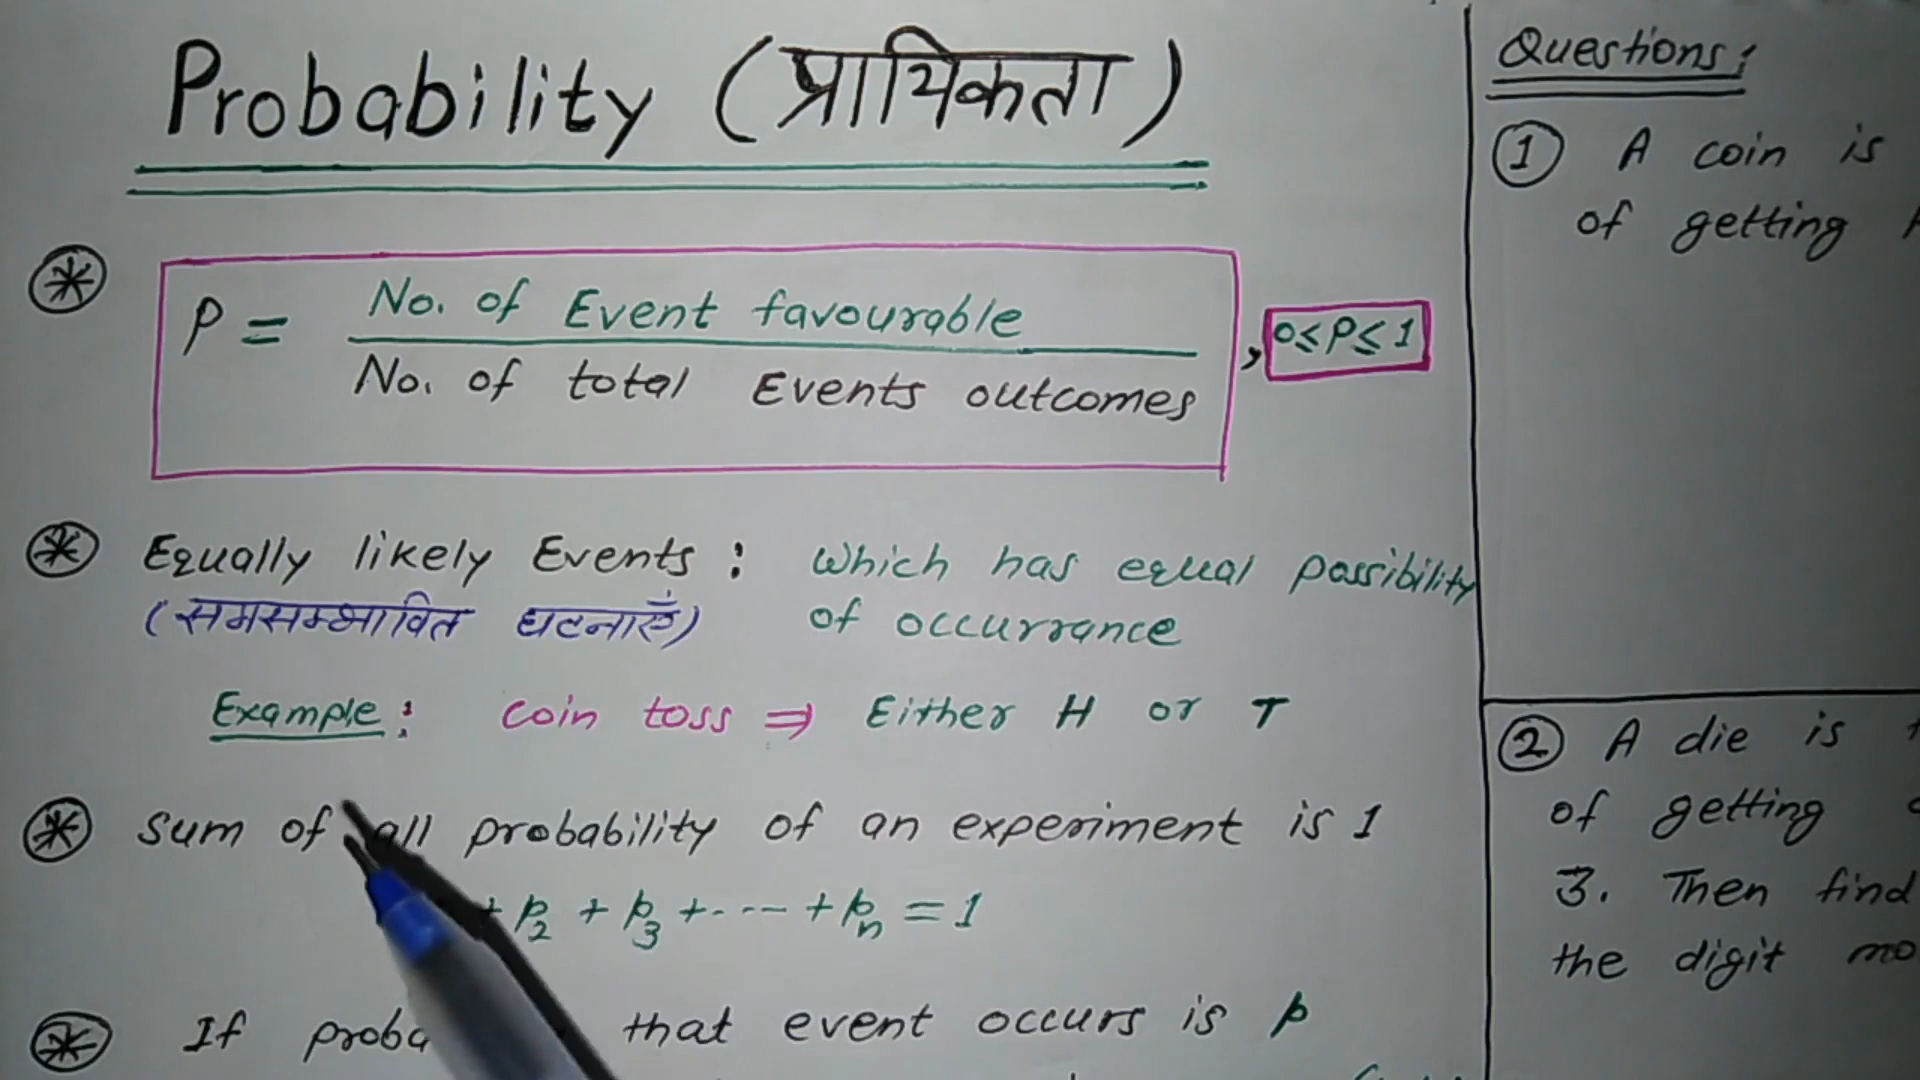 Probability (प्रायिकता)
P = No. of Event favourable
No. of total Events outcomes
, 0≤P≤1
Equally likely Events : Which has equal possibility
(समसम्भावित घटनाएँ) of occurrance
Example : Coin toss ⇒ Either H or T
Sum of all probability of an experiment is 1
+ p2 + p3 + ---- + pn = 1
If that event occurs is p
Questions :
1 A coin is
of getting
2 A die is
of getting
3. Then find
the digit